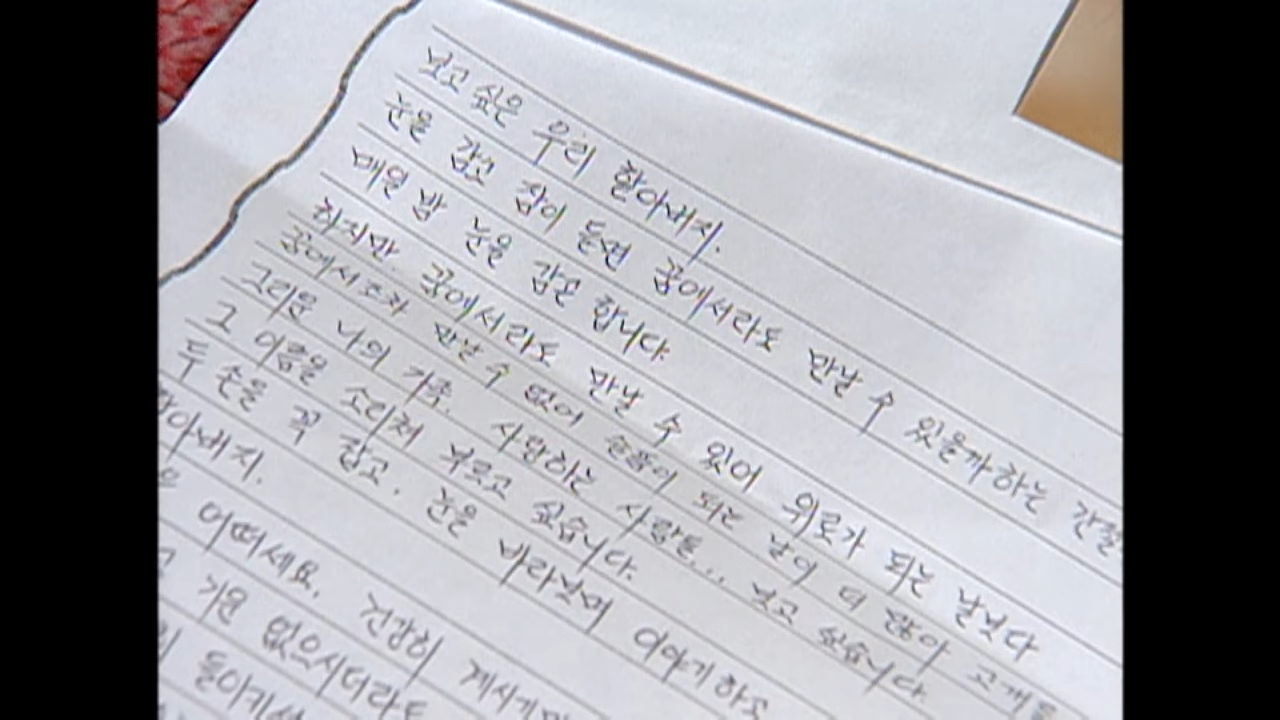 보고 싶은 우리 할아버지.
눈을 감고 잠이 들면 꿈에서라도 만날 수 있을까하는 간절
매일 밤 눈을 감곤 합니다.
하지만 꿈에서라도 만날 수 있어 위로가 되는 날보다
꿈에서조차 만날 수 없어 슬픔이 되는 날이 더 많아 고개를
그리운 나의 가족, 사랑하는 사람들... 보고 싶습니다.
그 이름을 소리쳐 부르고 싶습니다.
두 손을 꼭 잡고, 눈을 바라보며 이야기하고
할아버지.
어떠세요. 건강히 계시기만
기운 없으시더라도